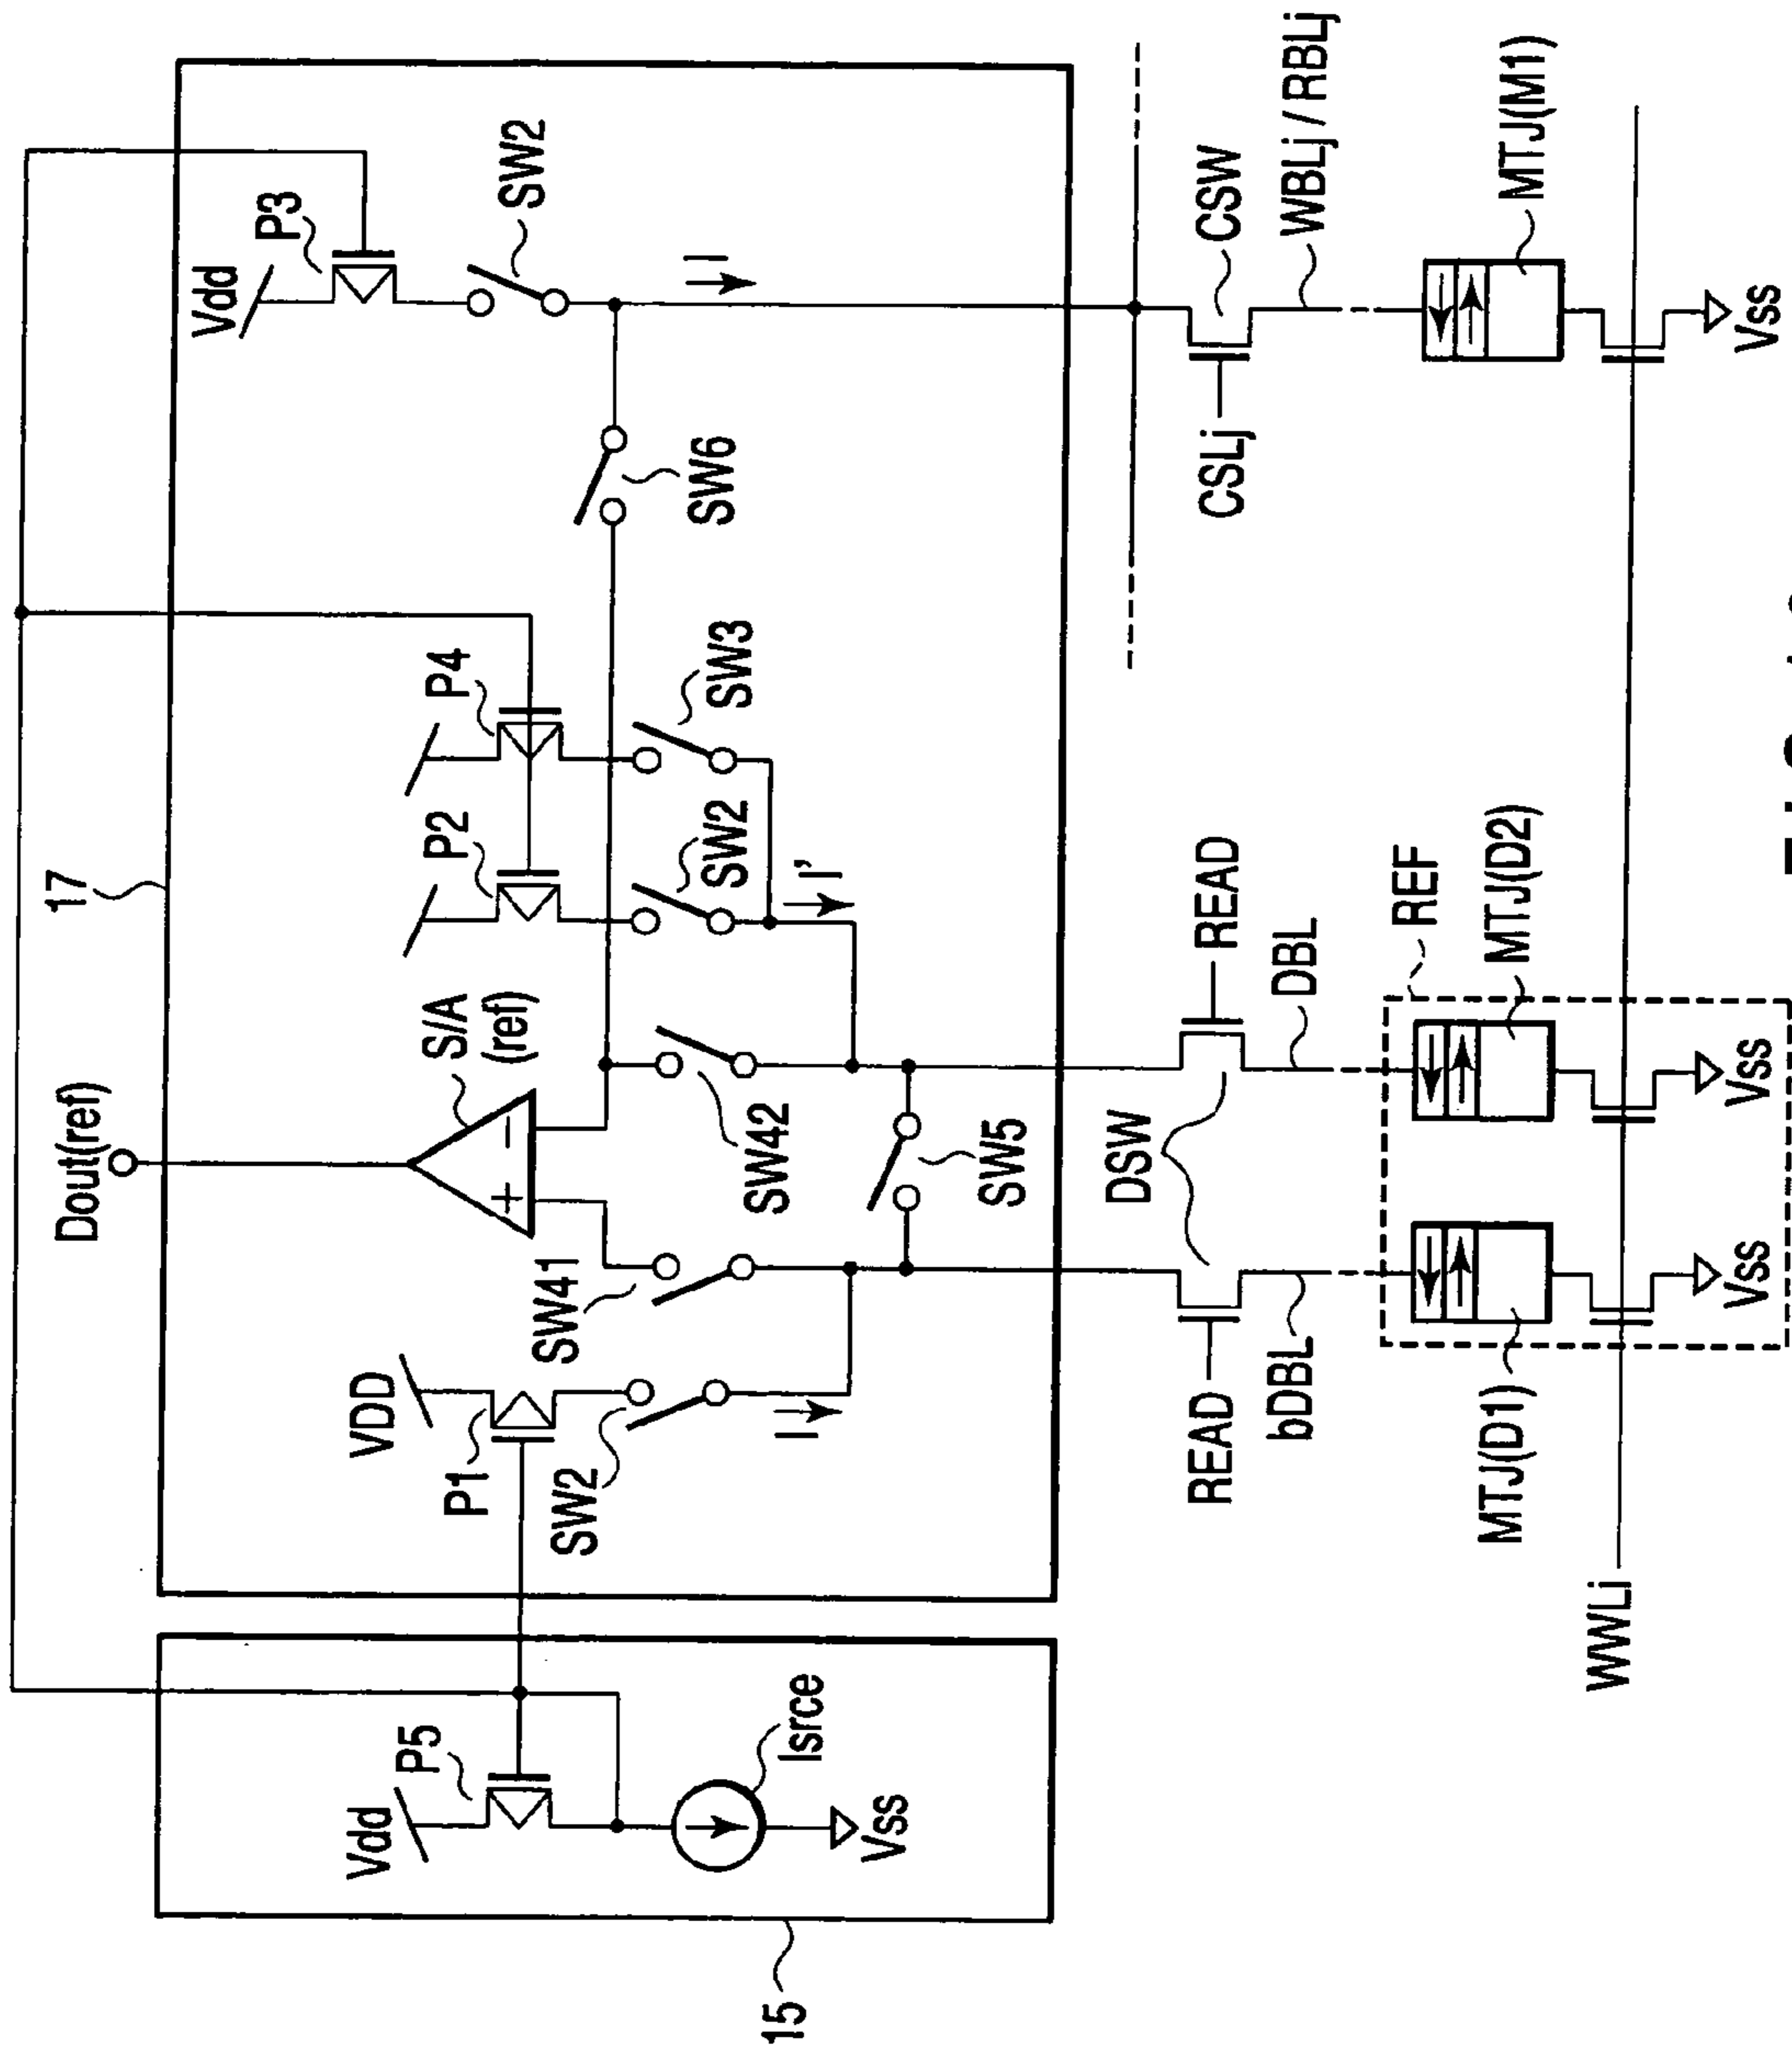 Dout(ref)
17
Vdd
P3
SW2
I
S/A
(ref)
P2
P4
SW2
SW3
I'
SW6
VDD
P1
SW2
I
SW41
SW42
SW5
Vdd
P5
Isrce
Vss
15
DSW
READ
READ
bDBL
DBL
CSLj
CSW
WBLj / RBLj
REF
MTJ(D1)
MTJ(D2)
MTJ(M1)
WWLj
Vss
Vss
Vss